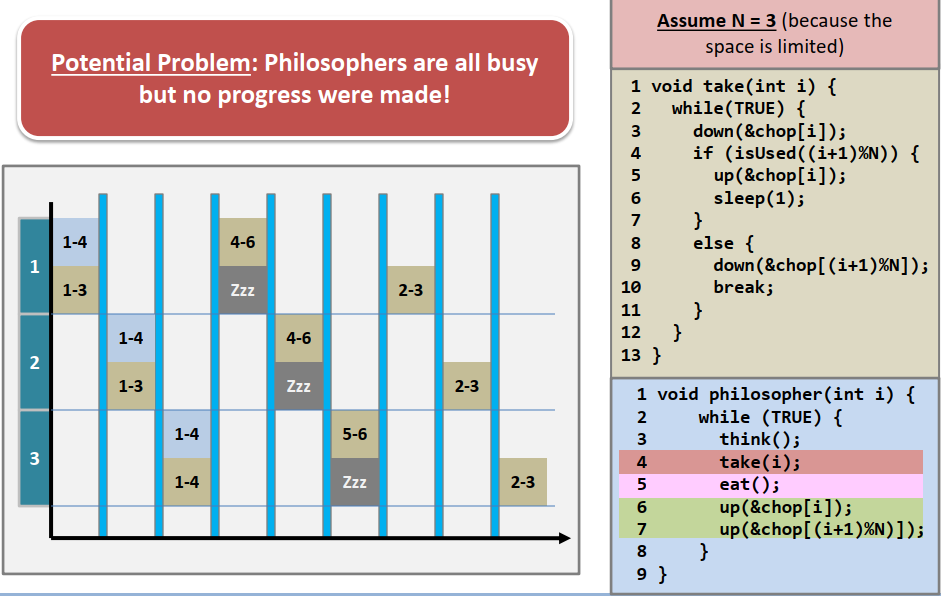 Potential Problem: Philosophers are all busy
but no progress were made!
1
1-4
1-3
4-6
Zzz
2-3
2
1-4
1-3
4-6
Zzz
2-3
3
1-4
1-4
5-6
Zzz
2-3
Assume N = 3 (because the
space is limited)
1 void take(int i) {
2   while(TRUE) {
3     down(&chop[i]);
4     if (isUsed((i+1)%N)) {
5       up(&chop[i]);
6       sleep(1);
7     }
8     else {
9       down(&chop[(i+1)%N]);
10       break;
11     }
12   }
13 }
1 void philosopher(int i) {
2     while (TRUE) {
3       think();
4       take(i);
5       eat();
6       up(&chop[i]);
7       up(&chop[(i+1)%N)]);
8     }
9 }